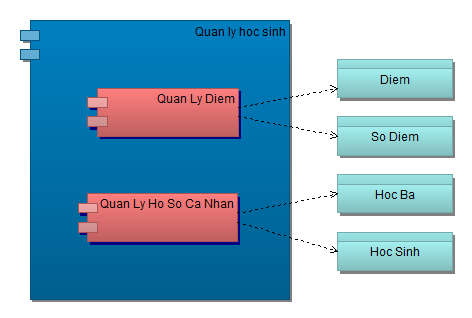 Quan ly hoc sinh
Quan Ly Diem
Quan Ly Ho So Ca Nhan
Diem
So Diem
Hoc Ba
Hoc Sinh